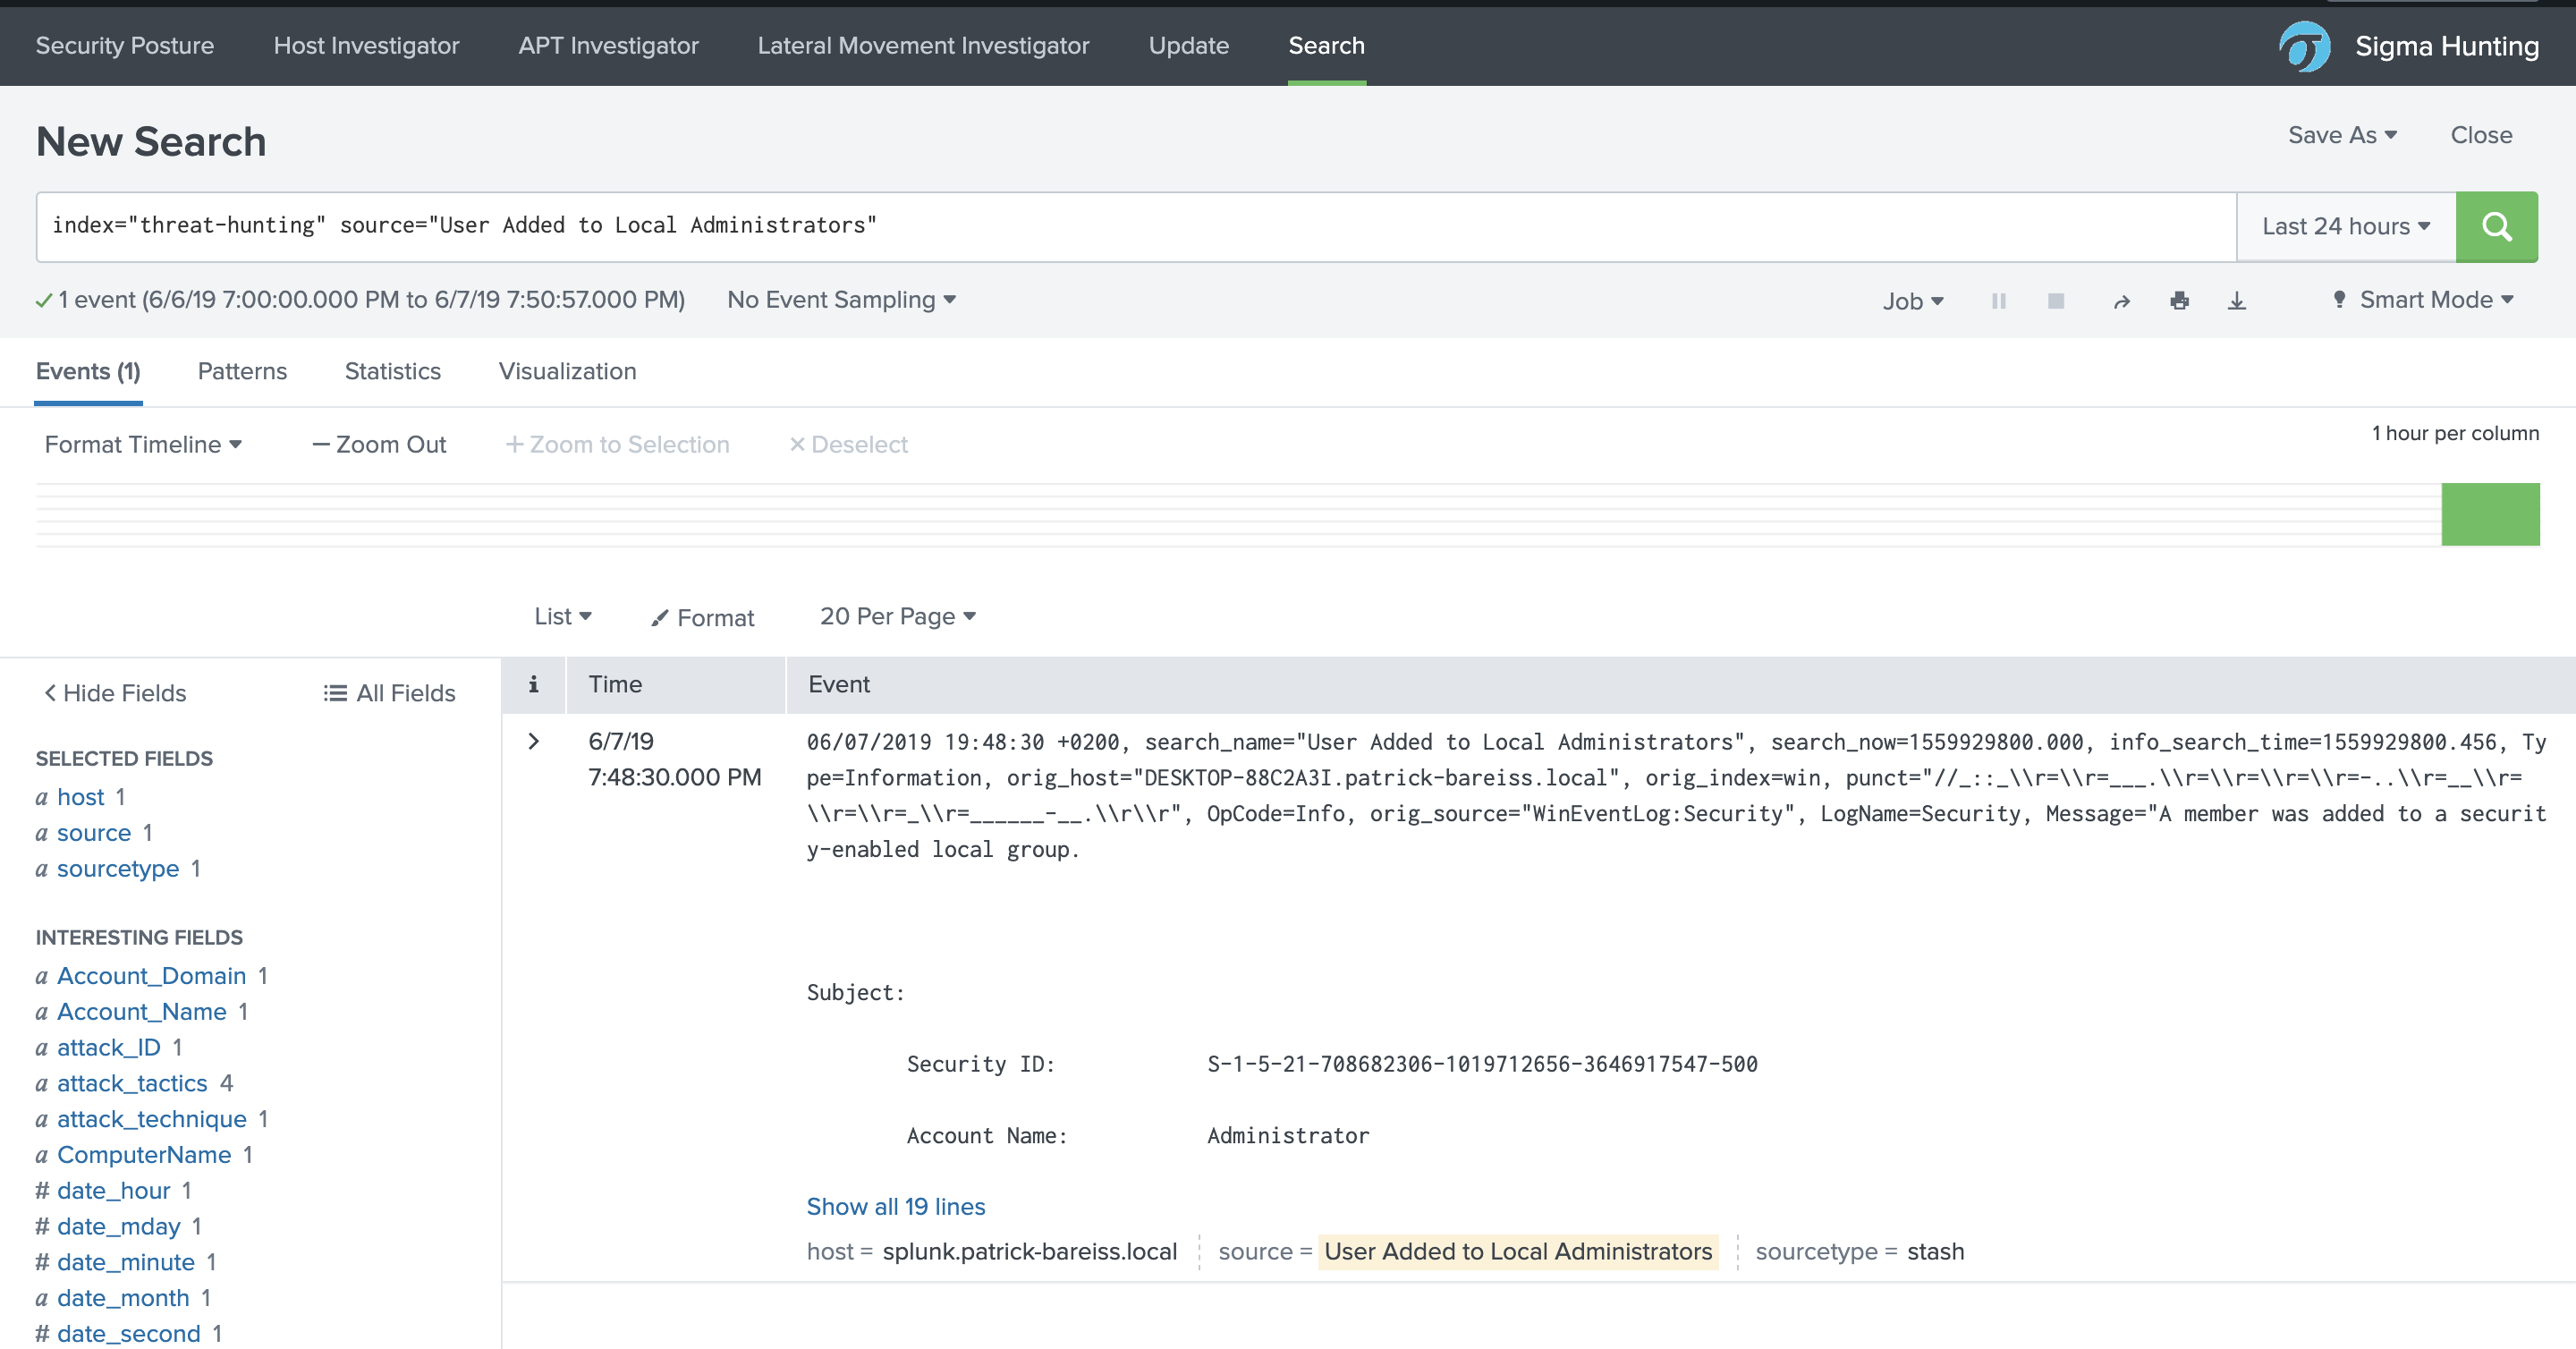 Security Posture Host Investigator APT Investigator Lateral Movement Investigator Update Search Sigma Hunting
New Search Save As Close
index="threat-hunting" source="User Added to Local Administrators" Last 24 hours
1 event (6/6/19 7:00:00.000 PM to 6/7/19 7:50:57.000 PM) No Event Sampling Job Smart Mode
Events (1) Patterns Statistics Visualization
Format Timeline — Zoom Out + Zoom to Selection × Deselect 1 hour per column
List Format 20 Per Page
< Hide Fields All Fields
SELECTED FIELDS
a host 1
a source 1
a sourcetype 1
INTERESTING FIELDS
a Account_Domain 1
a Account_Name 1
a attack_ID 1
a attack_tactics 4
a attack_technique 1
a ComputerName 1
# date_hour 1
# date_mday 1
# date_minute 1
a date_month 1
# date_second 1
i Time Event
> 6/7/19
7:48:30.000 PM
06/07/2019 19:48:30 +0200, search_name="User Added to Local Administrators", search_now=1559929800.000, info_search_time=1559929800.456, Ty
pe=Information, orig_host="DESKTOP-88C2A3I.patrick-bareiss.local", orig_index=win, punct="//_::_\\r=\\r=___.\\r=\\r=\\r=\\r=-..\\r=__\\r=
\\r=\\r=_\\r=______-__.\\r\\r", OpCode=Info, orig_source="WinEventLog:Security", LogName=Security, Message="A member was added to a securit
y-enabled local group.
Subject:
Security ID: S-1-5-21-708682306-1019712656-3646917547-500
Account Name: Administrator
Show all 19 lines
host = splunk.patrick-bareiss.local source = User Added to Local Administrators sourcetype = stash